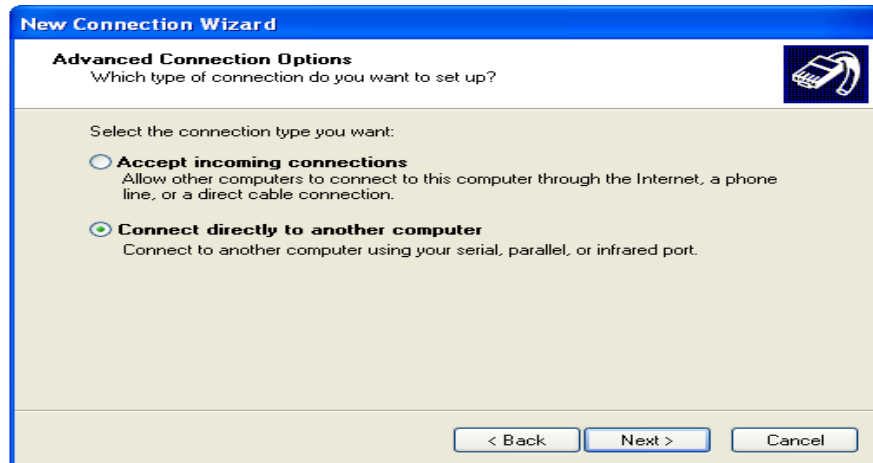 New Connection Wizard
Advanced Connection Options
Which type of connection do you want to set up?
Select the connection type you want:
Accept incoming connections
Allow other computers to connect to this computer through the Internet, a phone
line, or a direct cable connection.
Connect directly to another computer
Connect to another computer using your serial, parallel, or infrared port.
< Back Next > Cancel